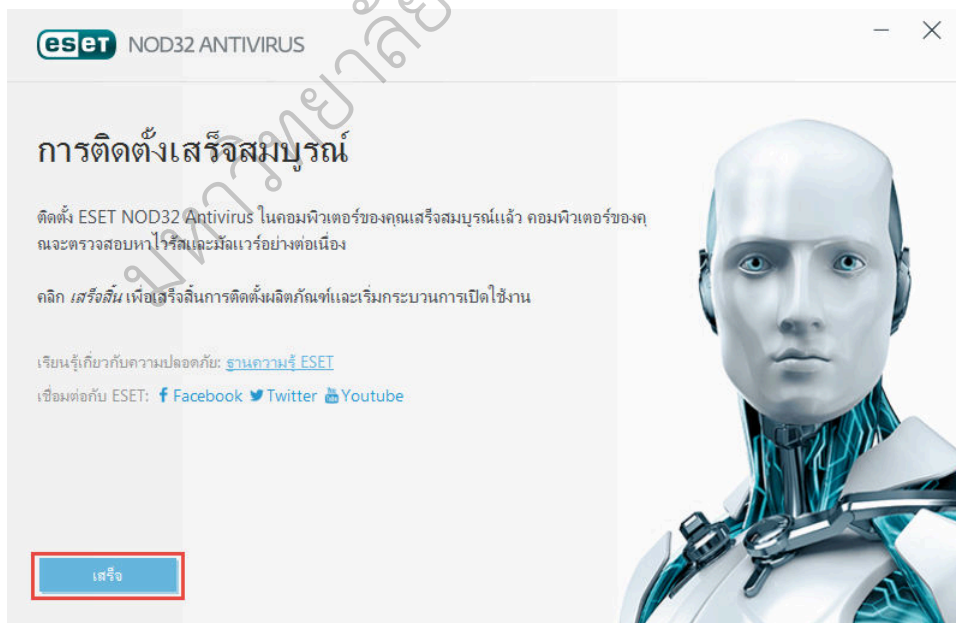 eset NOD32 ANTIVIRUS
การติดตั้งเสร็จสมบูรณ์
ติดตั้ง ESET NOD32 Antivirus ในคอมพิวเตอร์ของคุณเสร็จสมบูรณ์แล้ว คอมพิวเตอร์ของคุ
ณจะตรวจสอบหาไวรัสและมัลแวร์อย่างต่อเนื่อง
คลิก เสร็จสิ้น เพื่อเสร็จสิ้นการติดตั้งผลิตภัณฑ์และเริ่มกระบวนการเปิดใช้งาน
เรียนรู้เกี่ยวกับความปลอดภัย: ฐานความรู้ ESET
เชื่อมต่อกับ ESET: Facebook Twitter Youtube
เสร็จ
มหาวิทยาลัย